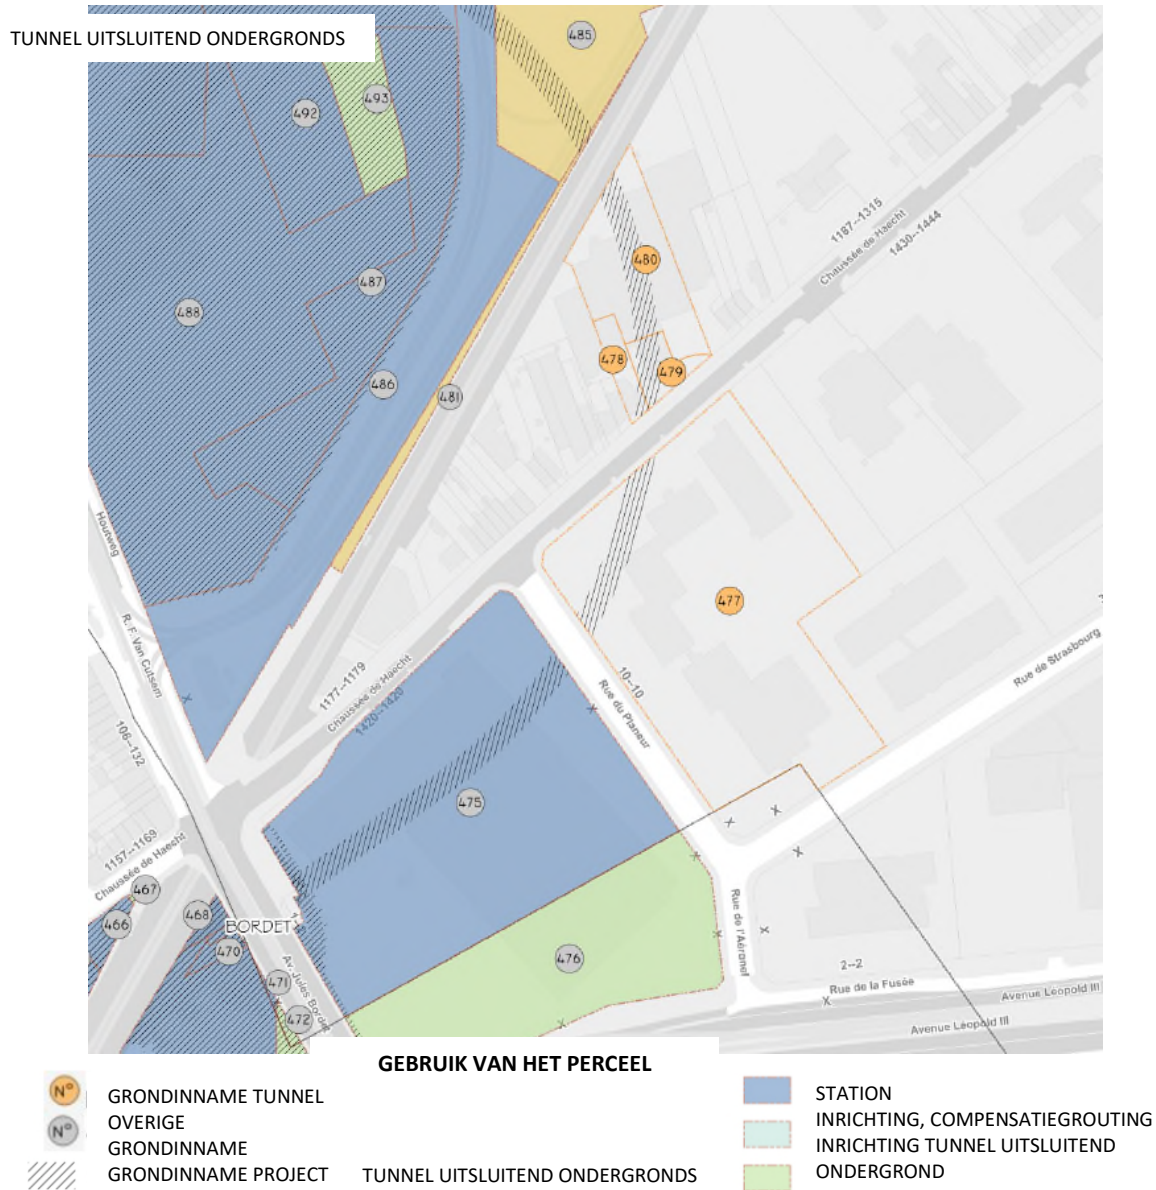 TUNNEL UITSLUITEND ONDERGRONDS
485
492
493
480
1187--1315
Chaussée de Haecht
1430--1444
487
488
478
479
486
481
Houtweg
R. F. Van Cutsem
477
Rue de Strasbourg
1177--1179
Chaussée de Haecht
1420--1420
10--10
Rue du Planeur
106--132
475
1157--1169
Chaussée de Haecht
467
466
468
BORDET
470
Rue de l'Aéronef
476
471
Av. Jules Bordet
472
2--2
Rue de la Fusée
Avenue Léopold III
Avenue Léopold III
GEBRUIK VAN HET PERCEEL
N° GRONDINNAME TUNNEL
N° OVERIGE
GRONDINNAME
GRONDINNAME PROJECT
TUNNEL UITSLUITEND ONDERGRONDS
STATION
INRICHTING, COMPENSATIEGROUTING
INRICHTING TUNNEL UITSLUITEND
ONDERGROND